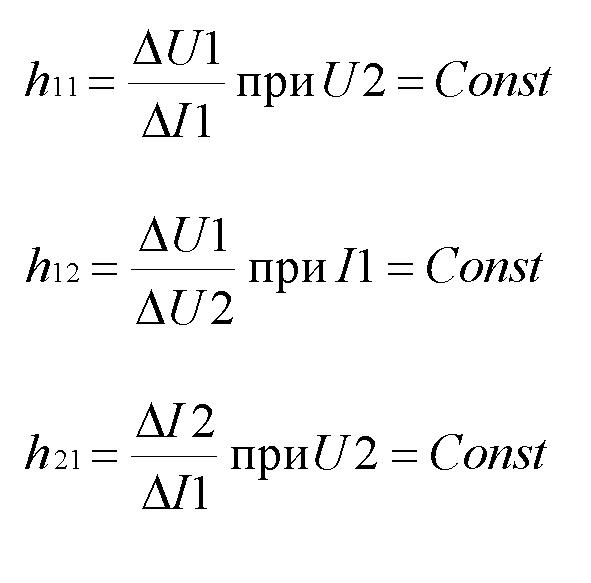 h11 = ΔU1/ΔI1 при U2 = Const
h12 = ΔU1/ΔU2 при I1 = Const
h21 = ΔI2/ΔI1 при U2 = Const